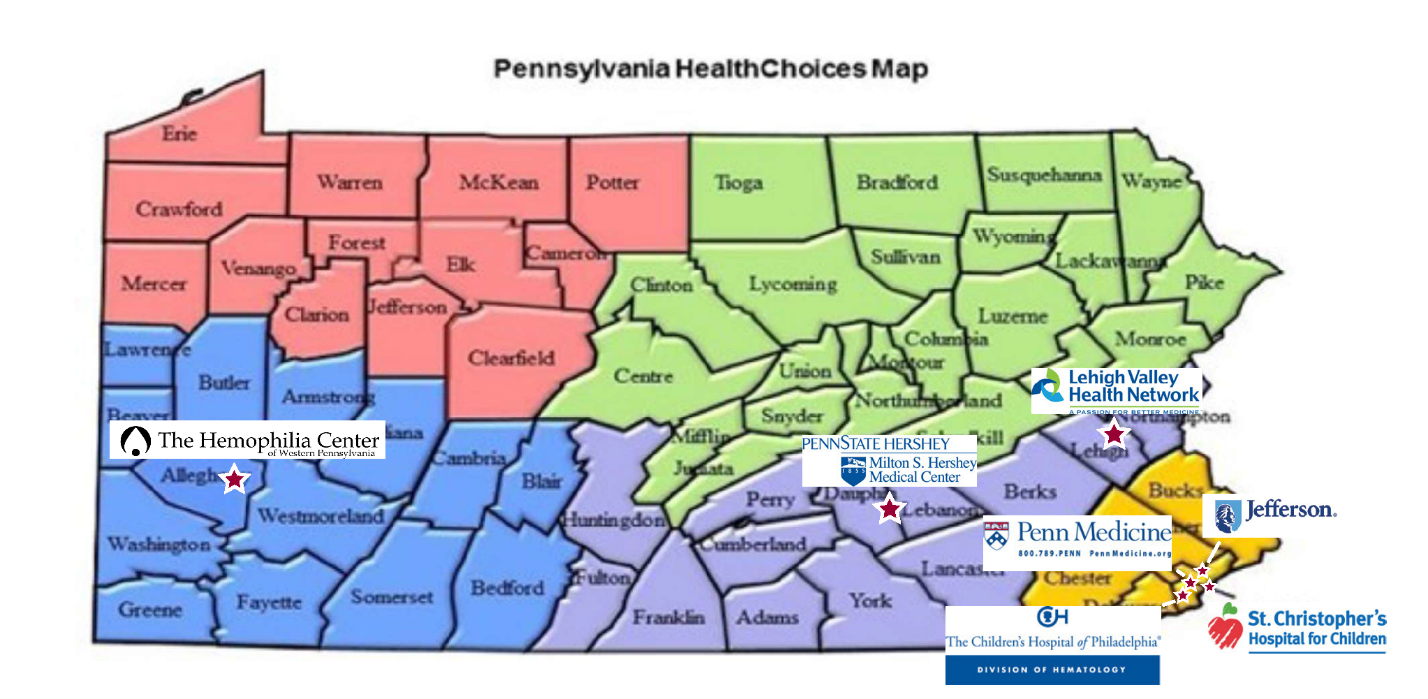 Pennsylvania HealthChoices Map
Erie
Warren
McKean
Potter
Tioga
Bradford
Susquehanna
Wayne
Crawford
Forest
Elk
Cameron
Wyoming
Lackawanna
Sullivan
Mercer
Venango
Clinton
Lycoming
Pike
Clarion
Jefferson
Luzerne
Columbia
Monroe
Lawrence
Clearfield
Montour
Butler
Centre
Union
Armstrong
Northumberland
Lehigh Valley
Health Network
A PASSION FOR BETTER MEDICINE
Beaver
Snyder
Northampton
The Hemophilia Center
of Western Pennsylvania
Mifflin
PENNSTATE HERSHEY
Milton S. Hershey
Medical Center
1855
Lehigh
Cambria
Juniata
Blair
Berks
Bucks
Perry
Lebanon
Westmoreland
Huntingdon
Jefferson®
Penn Medicine
800.789.PENN PennMedicine.org
Washington
Cumberland
Fulton
Chester
Bedford
Somerset
Fayette
Greene
Franklin
Adams
York
St. Christopher's
Hospital for Children
CH
The Children's Hospital of Philadelphia®
DIVISION OF HEMATOLOGY